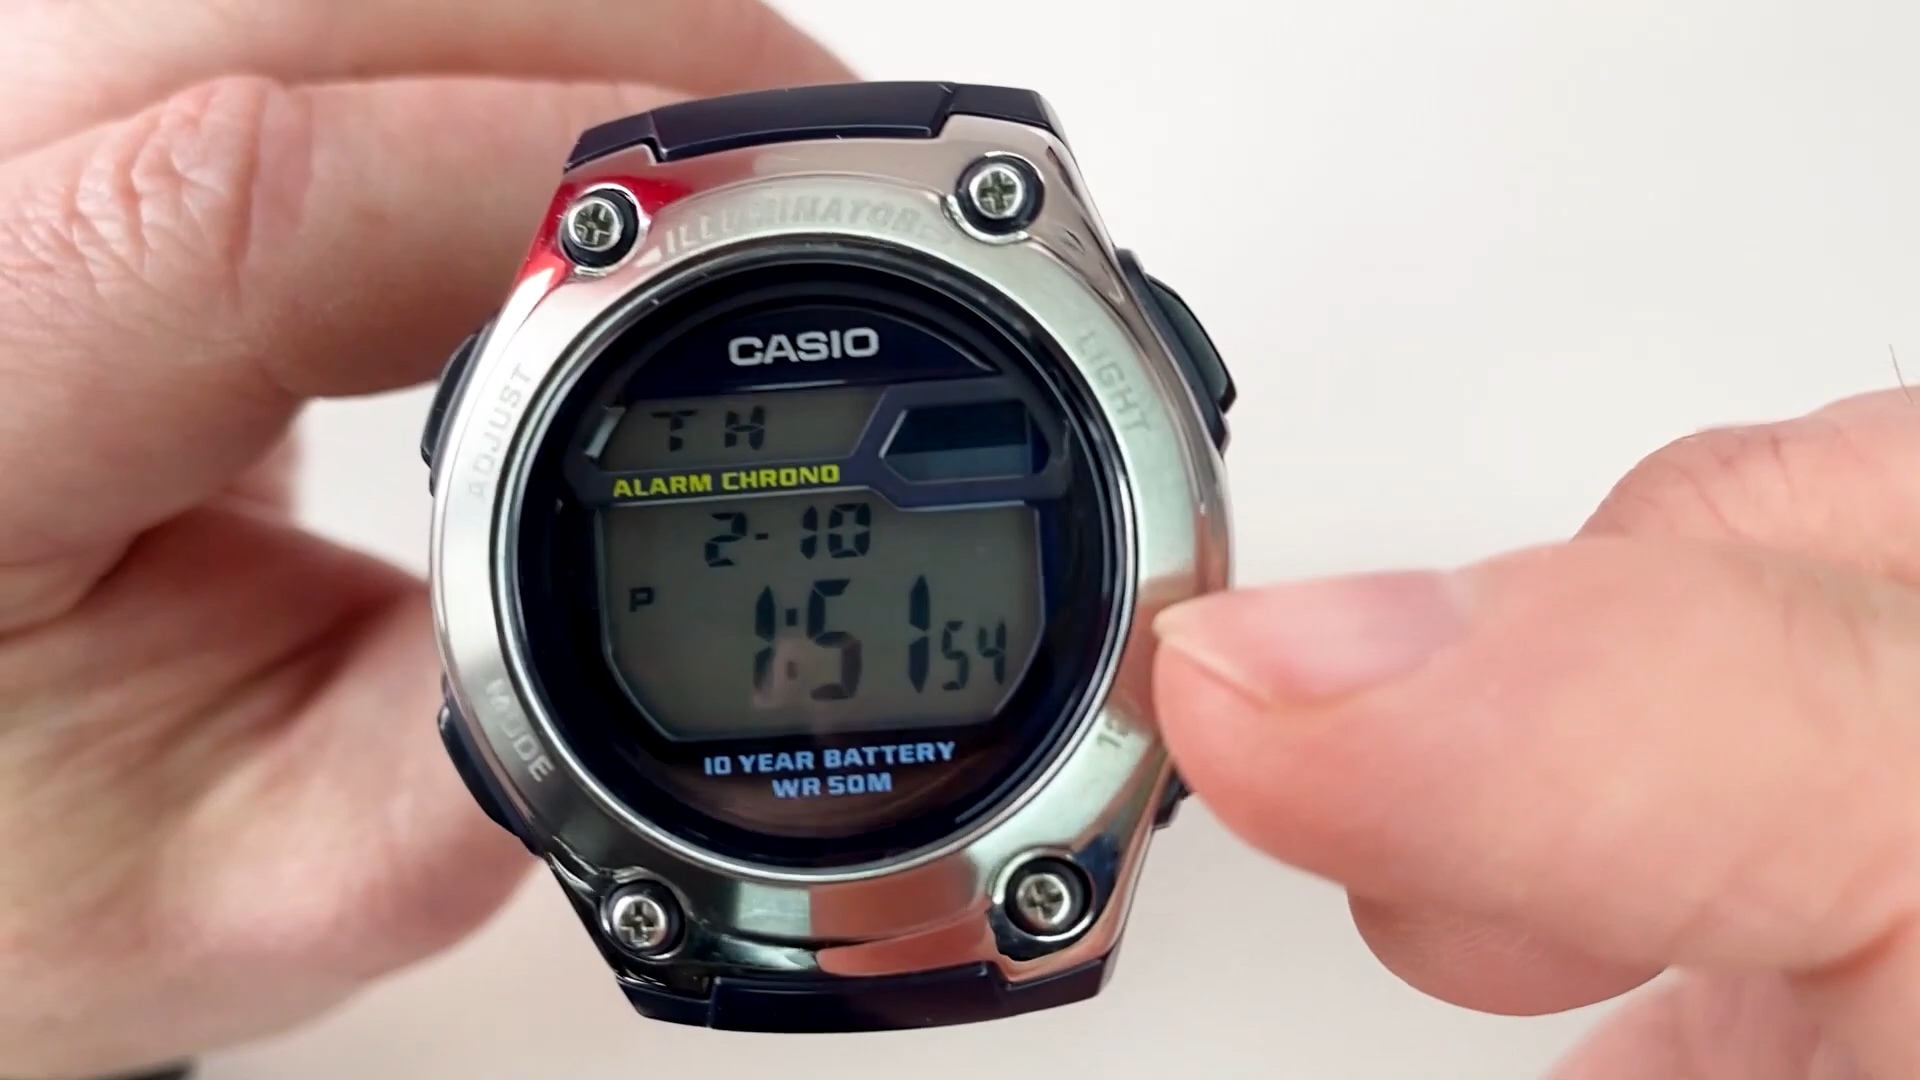 ILLUMINATOR
CASIO
LIGHT
ADJUST
TH
ALARM CHRONO
2-10
P
1:51 54
MODE
10 YEAR BATTERY
WR 50M